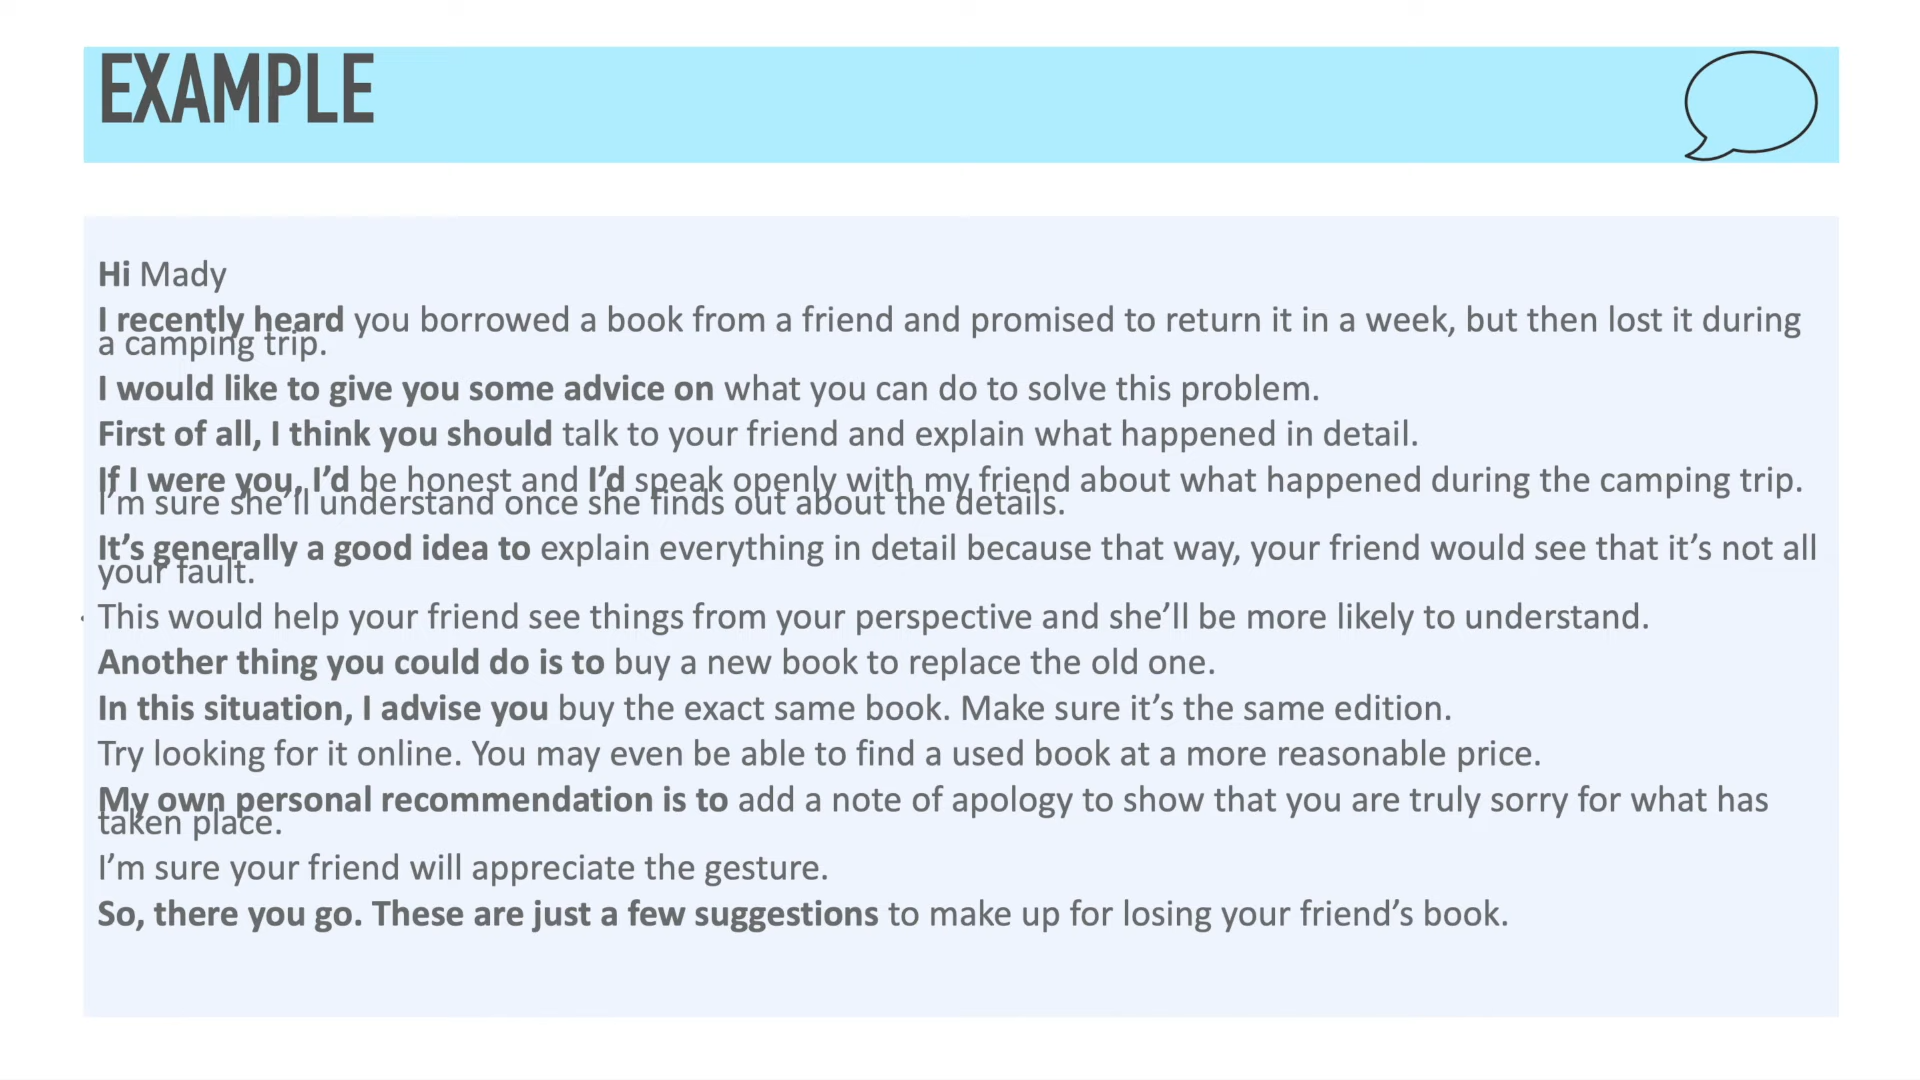 EXAMPLE
Hi Mady
I recently heard you borrowed a book from a friend and promised to return it in a week, but then lost it during
a camping trip.
I would like to give you some advice on what you can do to solve this problem.
First of all, I think you should talk to your friend and explain what happened in detail.
If I were you, I’d be honest and I’d speak openly with my friend about what happened during the camping trip.
I’m sure she’ll understand once she finds out about the details.
It’s generally a good idea to explain everything in detail because that way, your friend would see that it’s not all
your fault.
This would help your friend see things from your perspective and she’ll be more likely to understand.
Another thing you could do is to buy a new book to replace the old one.
In this situation, I advise you buy the exact same book. Make sure it’s the same edition.
Try looking for it online. You may even be able to find a used book at a more reasonable price.
My own personal recommendation is to add a note of apology to show that you are truly sorry for what has
taken place.
I’m sure your friend will appreciate the gesture.
So, there you go. These are just a few suggestions to make up for losing your friend’s book.